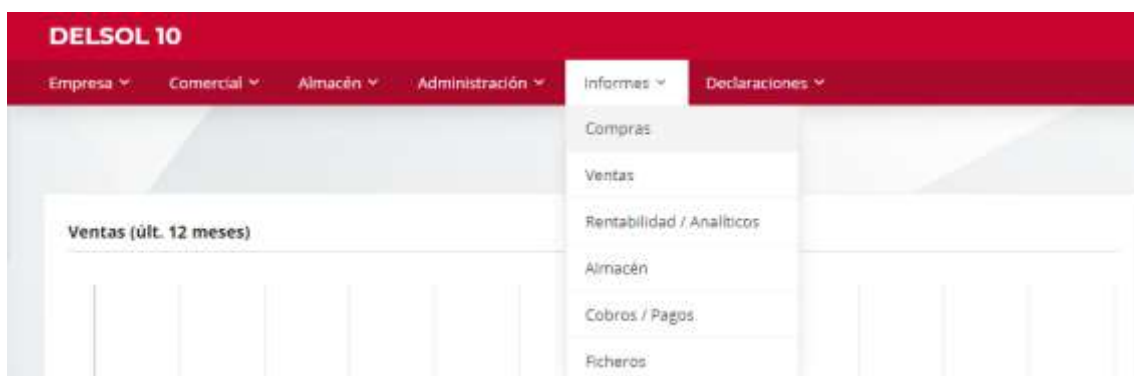 DELSOL 10
Empresa Comercial Almacén Administración Informes Declaraciones
Compras
Ventas
Rentabilidad / Analíticos
Almacén
Cobros / Pagos
Ficheros
Ventas (últ. 12 meses)